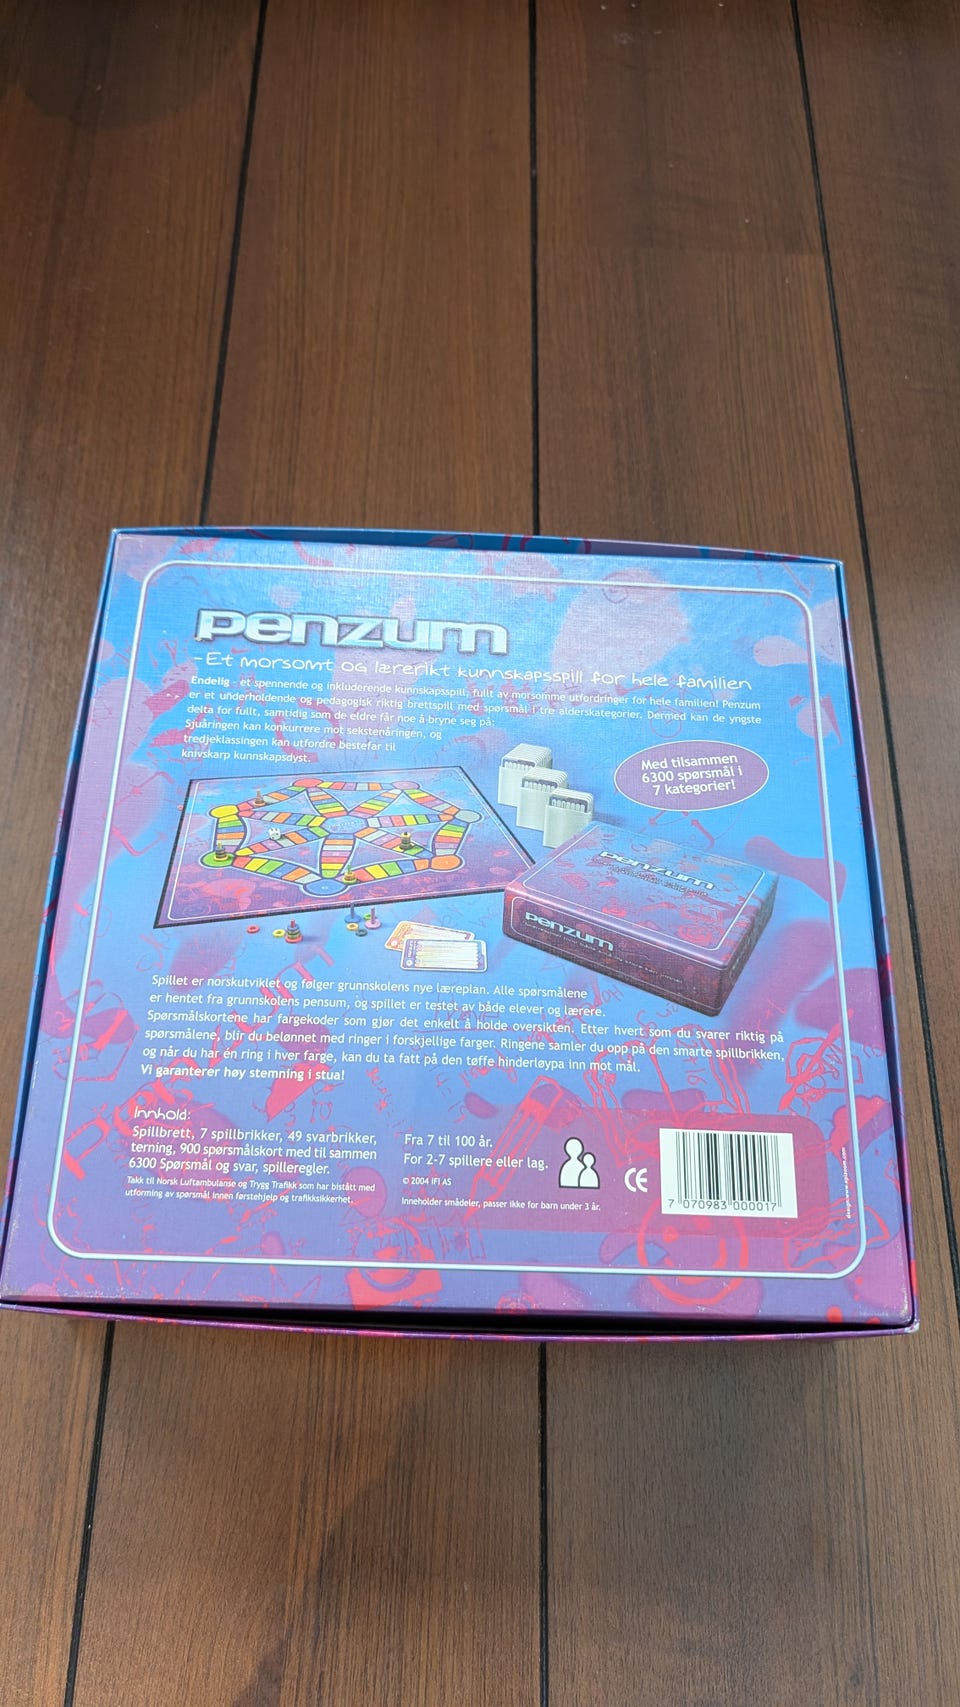 penzum
-Et morsomt og lærerikt kunnskapsspill for hele familien
Endelig - et spennende og inkluderende kunnskapsspill, fullt av morsomme utfordringer for hele familien! Penzum
er et underholdende og pedagogisk riktig brettspill med spørsmål i tre alderskategorier. Dermed kan de yngste
delta for fullt, samtidig som de eldre får noe å bryne seg på:
Sjuåringen kan konkurrere mot sekstenåringen, og
tredjeklassingen kan utfordre bestefar til
knivskarp kunnskapsdyst.
Med tilsammen
6300 spørsmål i
7 kategorier!
penzum
penzum
Spillet er norskutviklet og følger grunnskolens nye læreplan. Alle spørsmålene
er hentet fra grunnskolens pensum, og spillet er testet av både elever og lærere.
Spørsmålskortene har fargekoder som gjør det enkelt å holde oversikten. Etter hvert som du svarer riktig på
spørsmålene, blir du belønnet med ringer i forskjellige farger. Ringene samler du opp på den smarte spillbrikken,
og når du har én ring i hver farge, kan du ta fatt på den tøffe hinderløypa inn mot mål.
Vi garanterer høy stemning i stua!
Innhold:
Spillbrett, 7 spillbrikker, 49 svarbrikker,
terning, 900 spørsmålskort med til sammen
6300 Spørsmål og svar, spilleregler.
Takk til Norsk Luftambulanse og Trygg Trafikk som har bistått med
utforming av spørsmål innen førstehjelp og trafikksikkerhet.
Fra 7 til 100 år.
For 2-7 spillere eller lag.
© 2004 IFI AS
Inneholder smådeler, passer ikke for barn under 3 år.
CE
7 070983 000017